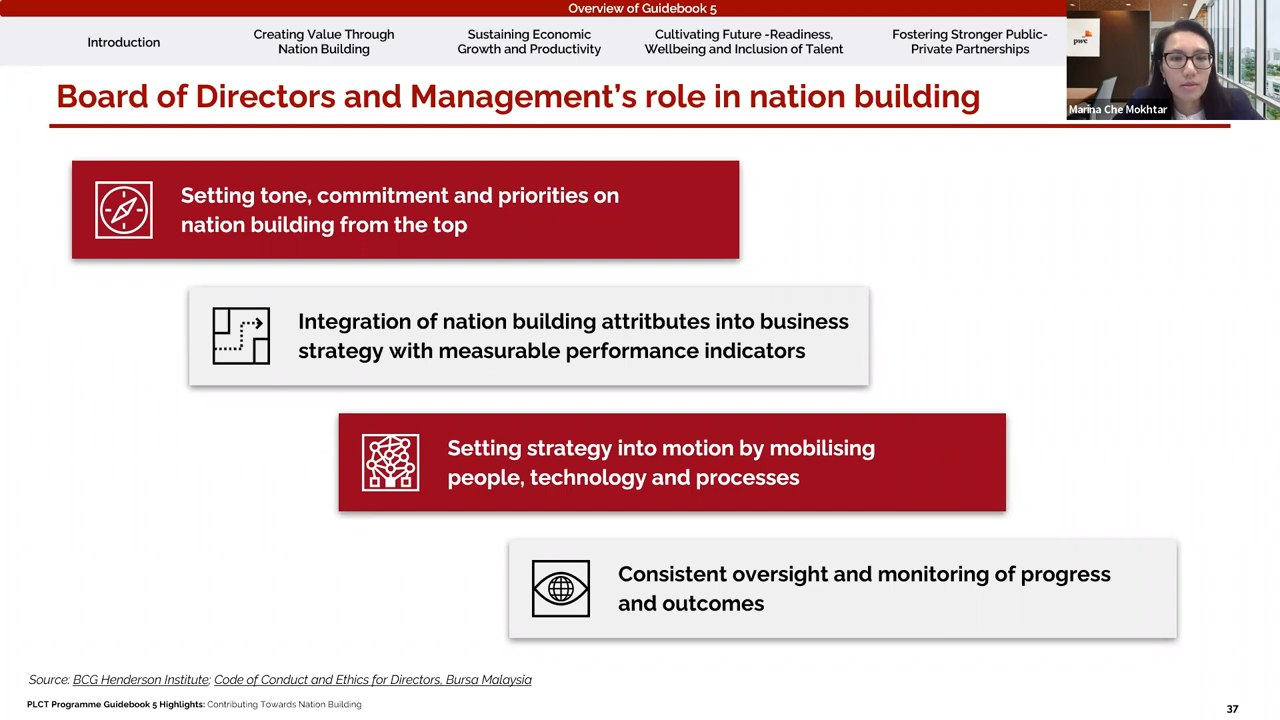 Overview of Guidebook 5
Introduction
Creating Value Through
Nation Building
Sustaining Economic
Growth and Productivity
Cultivating Future -Readiness,
Wellbeing and Inclusion of Talent
Fostering Stronger Public-
Private Partnerships
pwc
Marina Che Mokhtar
Board of Directors and Management's role in nation building
Setting tone, commitment and priorities on
nation building from the top
Integration of nation building attritbutes into business
strategy with measurable performance indicators
Setting strategy into motion by mobilising
people, technology and processes
Consistent oversight and monitoring of progress
and outcomes
Source: BCG Henderson Institute; Code of Conduct and Ethics for Directors, Bursa Malaysia
PLCT Programme Guidebook 5 Highlights: Contributing Towards Nation Building
37